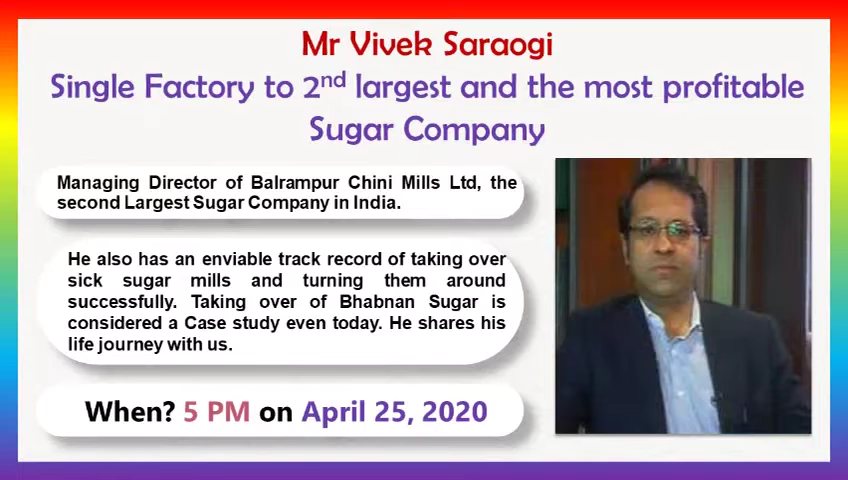 Mr Vivek Saraogi
Single Factory to 2nd largest and the most profitable
Sugar Company
Managing Director of Balrampur Chini Mills Ltd, the
second Largest Sugar Company in India.
He also has an enviable track record of taking over
sick sugar mills and turning them around
successfully. Taking over of Bhabnan Sugar is
considered a Case study even today. He shares his
life journey with us.
When? 5 PM on April 25, 2020